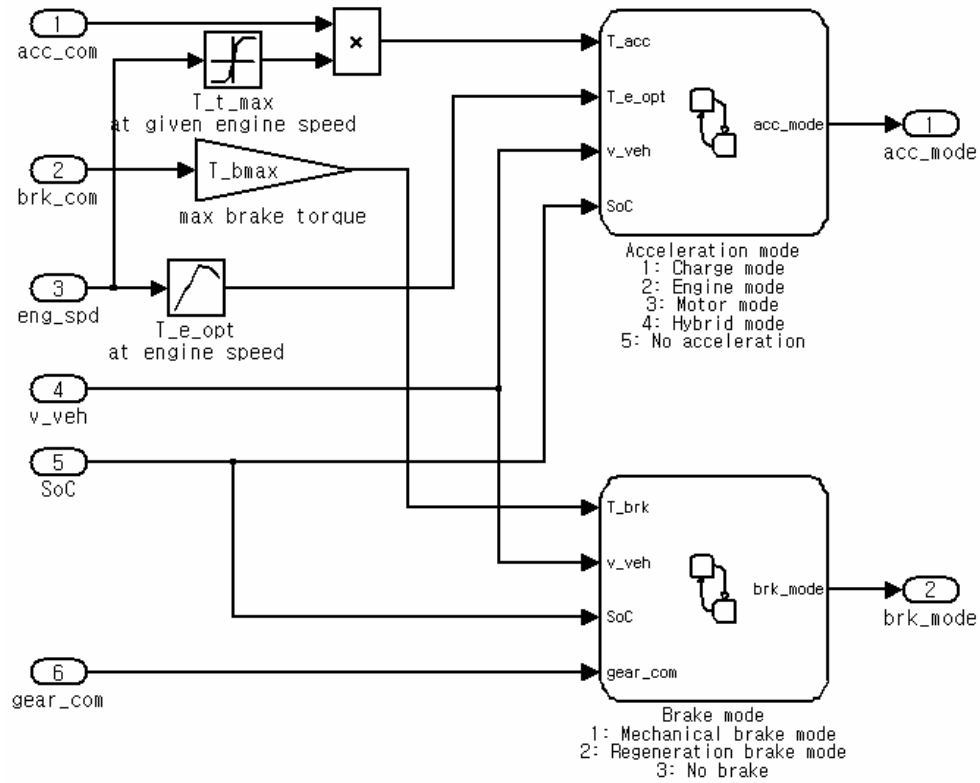 1
acc_com
×
T_t_max
at given engine speed
2
brk_com
T_bmax
max brake torque
3
eng_spd
T_e_opt
at engine speed
4
v_veh
5
SoC
6
gear_com
T_acc
T_e_opt
v_veh
SoC
acc_mode
1
acc_mode
Acceleration mode
1: Charge mode
2: Engine mode
3: Motor mode
4: Hybrid mode
5: No acceleration
T_brk
v_veh
SoC
gear_com
brk_mode
2
brk_mode
Brake mode
1: Mechanical brake mode
2: Regeneration brake mode
3: No brake